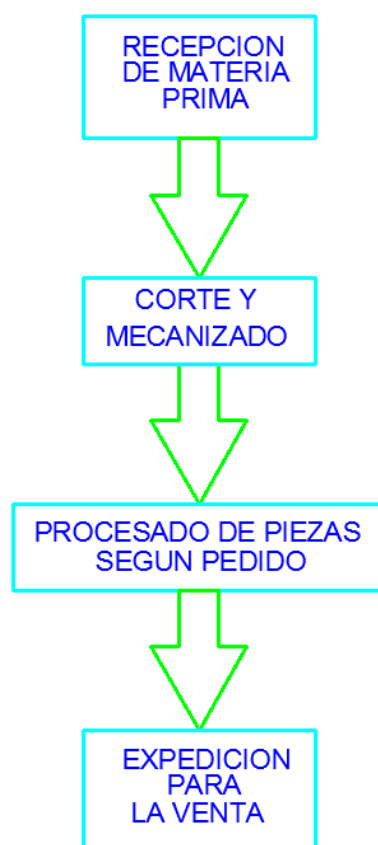 RECEPCION
DE MATERIA
PRIMA
CORTE Y
MECANIZADO
PROCESADO DE PIEZAS
SEGUN PEDIDO
EXPEDICION
PARA
LA VENTA